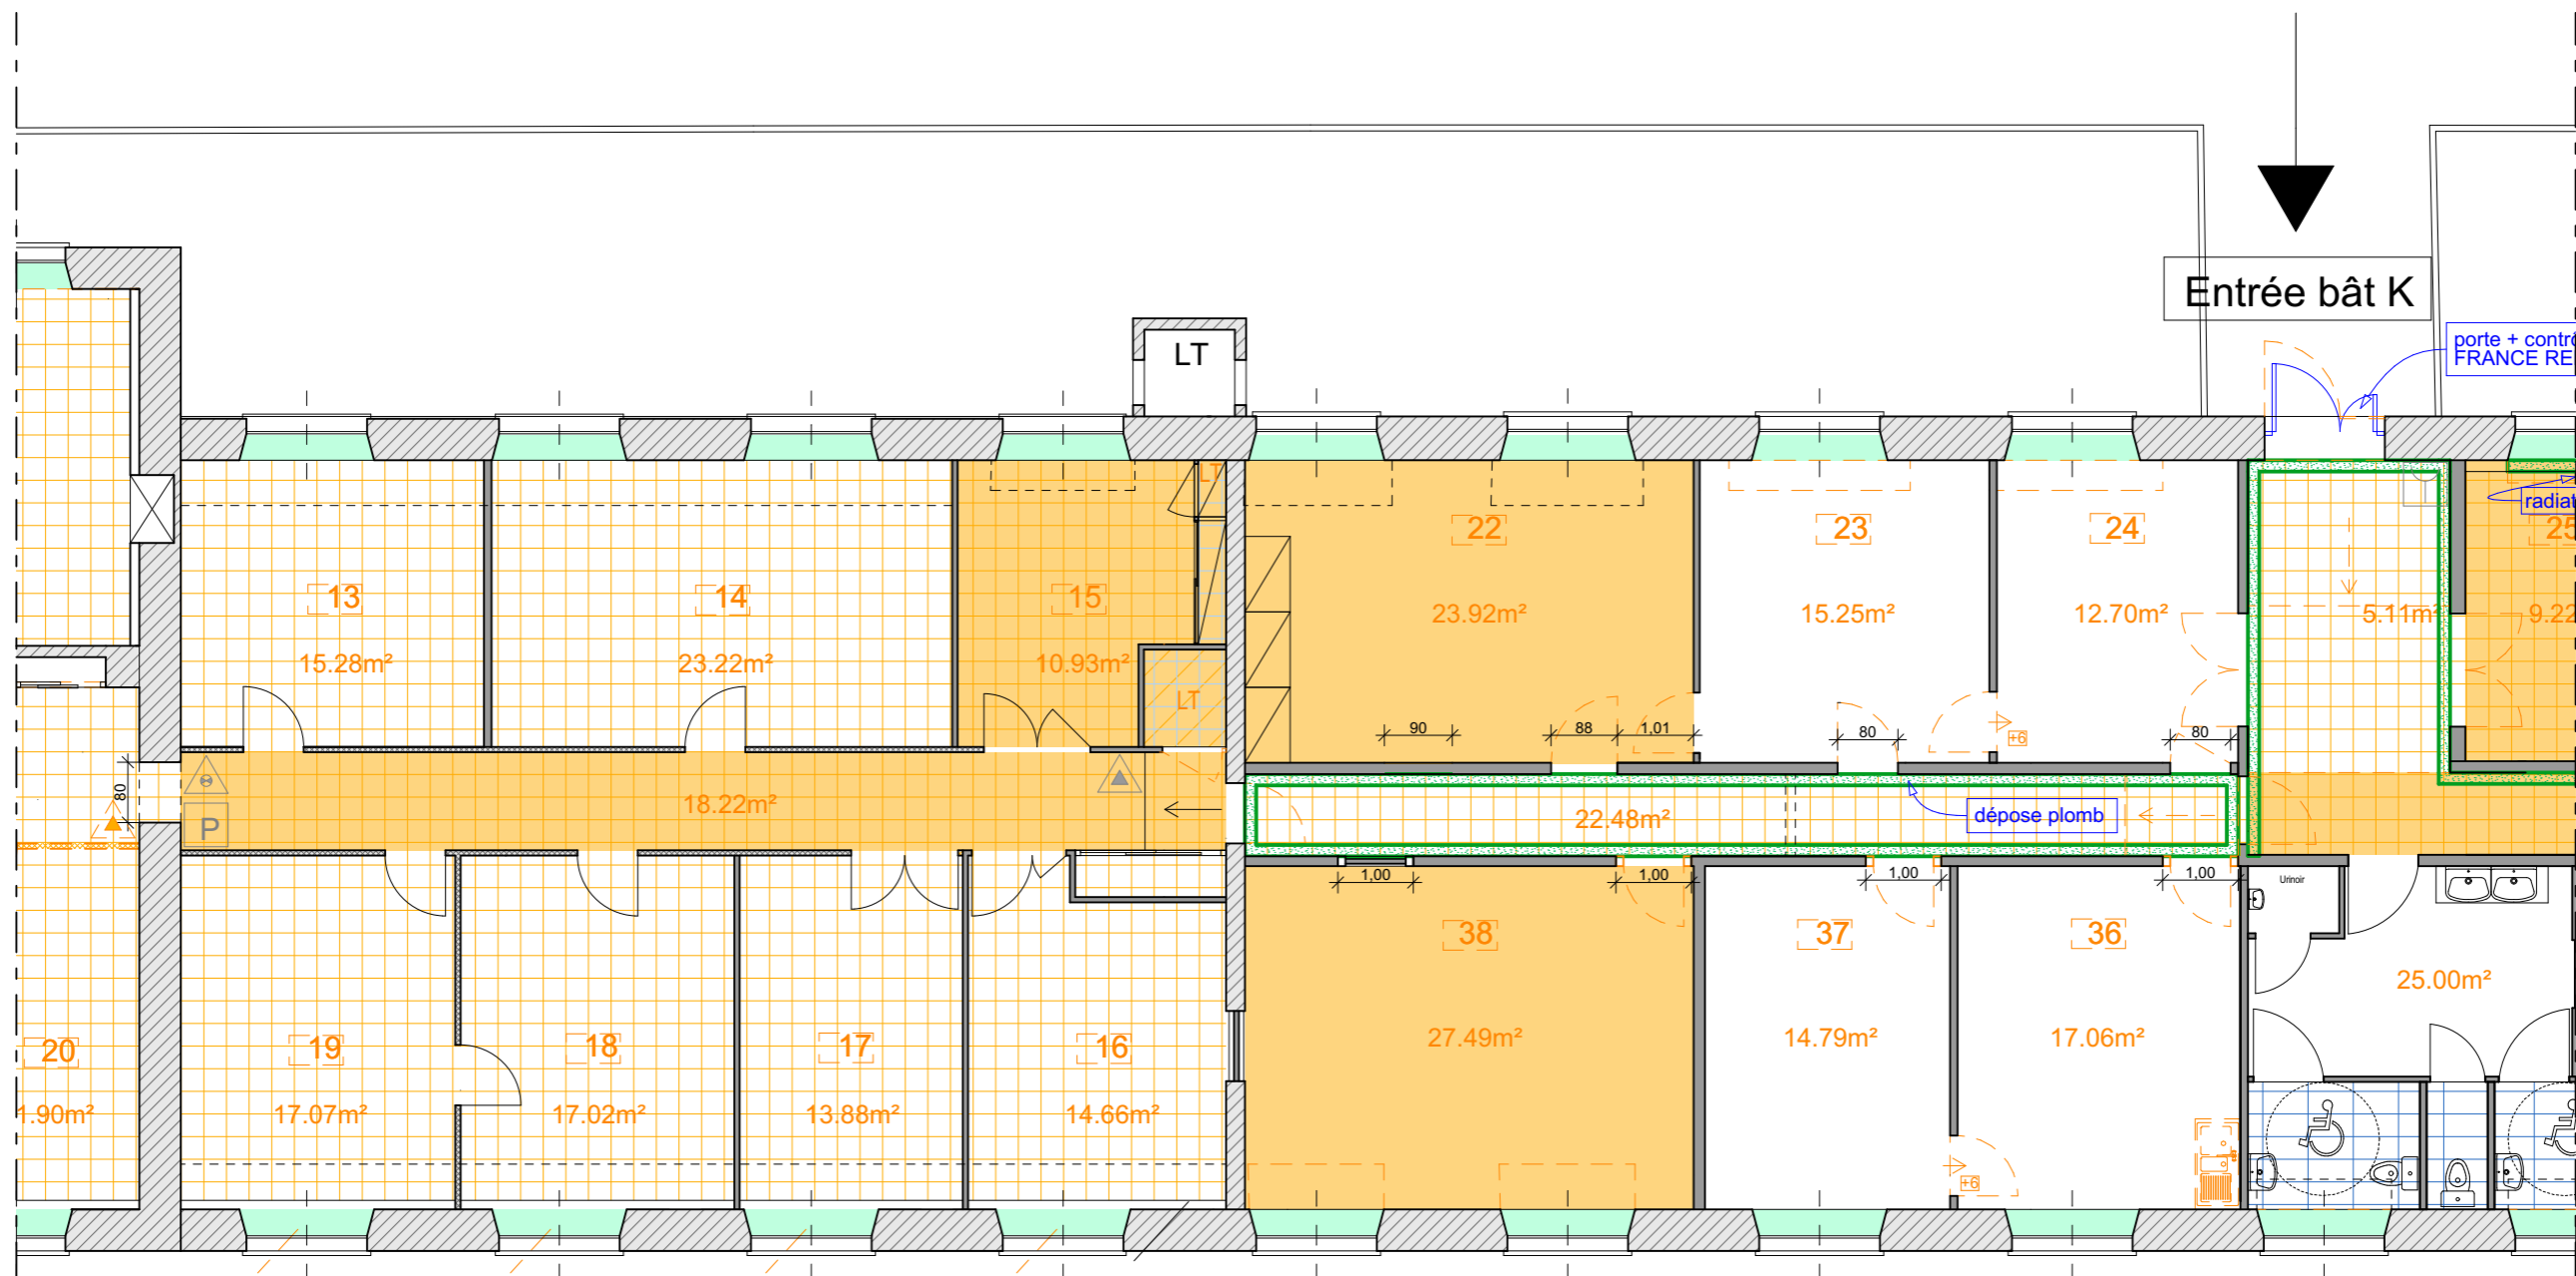 Entrée bât K
porte + contr
FRANCE RE
LT
LT
radiat
22
23
24
25
13
14
15
23.92m²
15.25m²
12.70m²
5.11m²
9.22
15.28m²
23.22m²
10.93m²
LT
90
88
1,01
80
+6
80
80
18.22m²
P
22.48m²
dépose plomb
1,00
1,00
1,00
1,00
Urinoir
38
37
36
25.00m²
20
19
18
17
16
27.49m²
14.79m²
17.06m²
1.90m²
17.07m²
17.02m²
13.88m²
14.66m²
+6